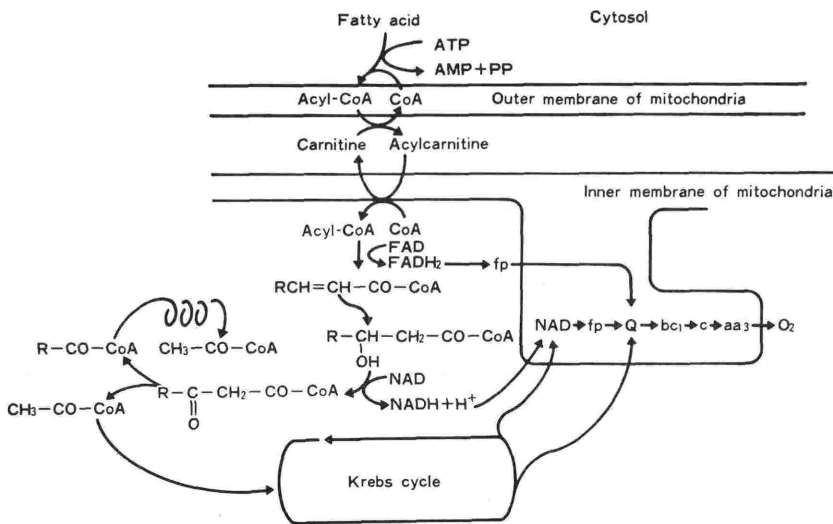 Fatty acid
Cytosol
ATP
AMP+PP
Acyl-CoA CoA
Outer membrane of mitochondria
Carnitine Acylcarnitine
Inner membrane of mitochondria
Acyl-CoA CoA
FAD
FADH₂ fp
RCH=CH-CO-CoA
R-CO-CoA CH₃-CO-CoA
R-CH-CH₂-CO-CoA
OH
NAD fp Q bc₁ c aa₃ O₂
NAD
NADH+H⁺
R-C-CH₂-CO-CoA
O
CH₃-CO-CoA
Krebs cycle